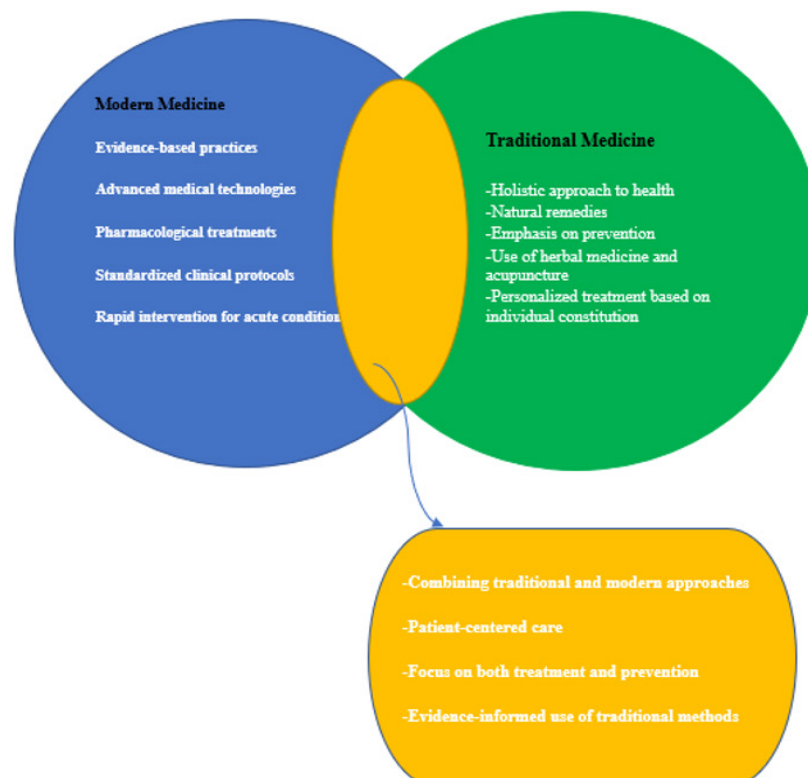 Modern Medicine
Evidence-based practices
Advanced medical technologies
Pharmacological treatments
Standardized clinical protocols
Rapid intervention for acute condition
Traditional Medicine
-Holistic approach to health
-Natural remedies
-Emphasis on prevention
-Use of herbal medicine and
acupuncture
-Personalized treatment based on
individual constitution
-Combining traditional and modern approaches
-Patient-centered care
-Focus on both treatment and prevention
-Evidence-informed use of traditional methods